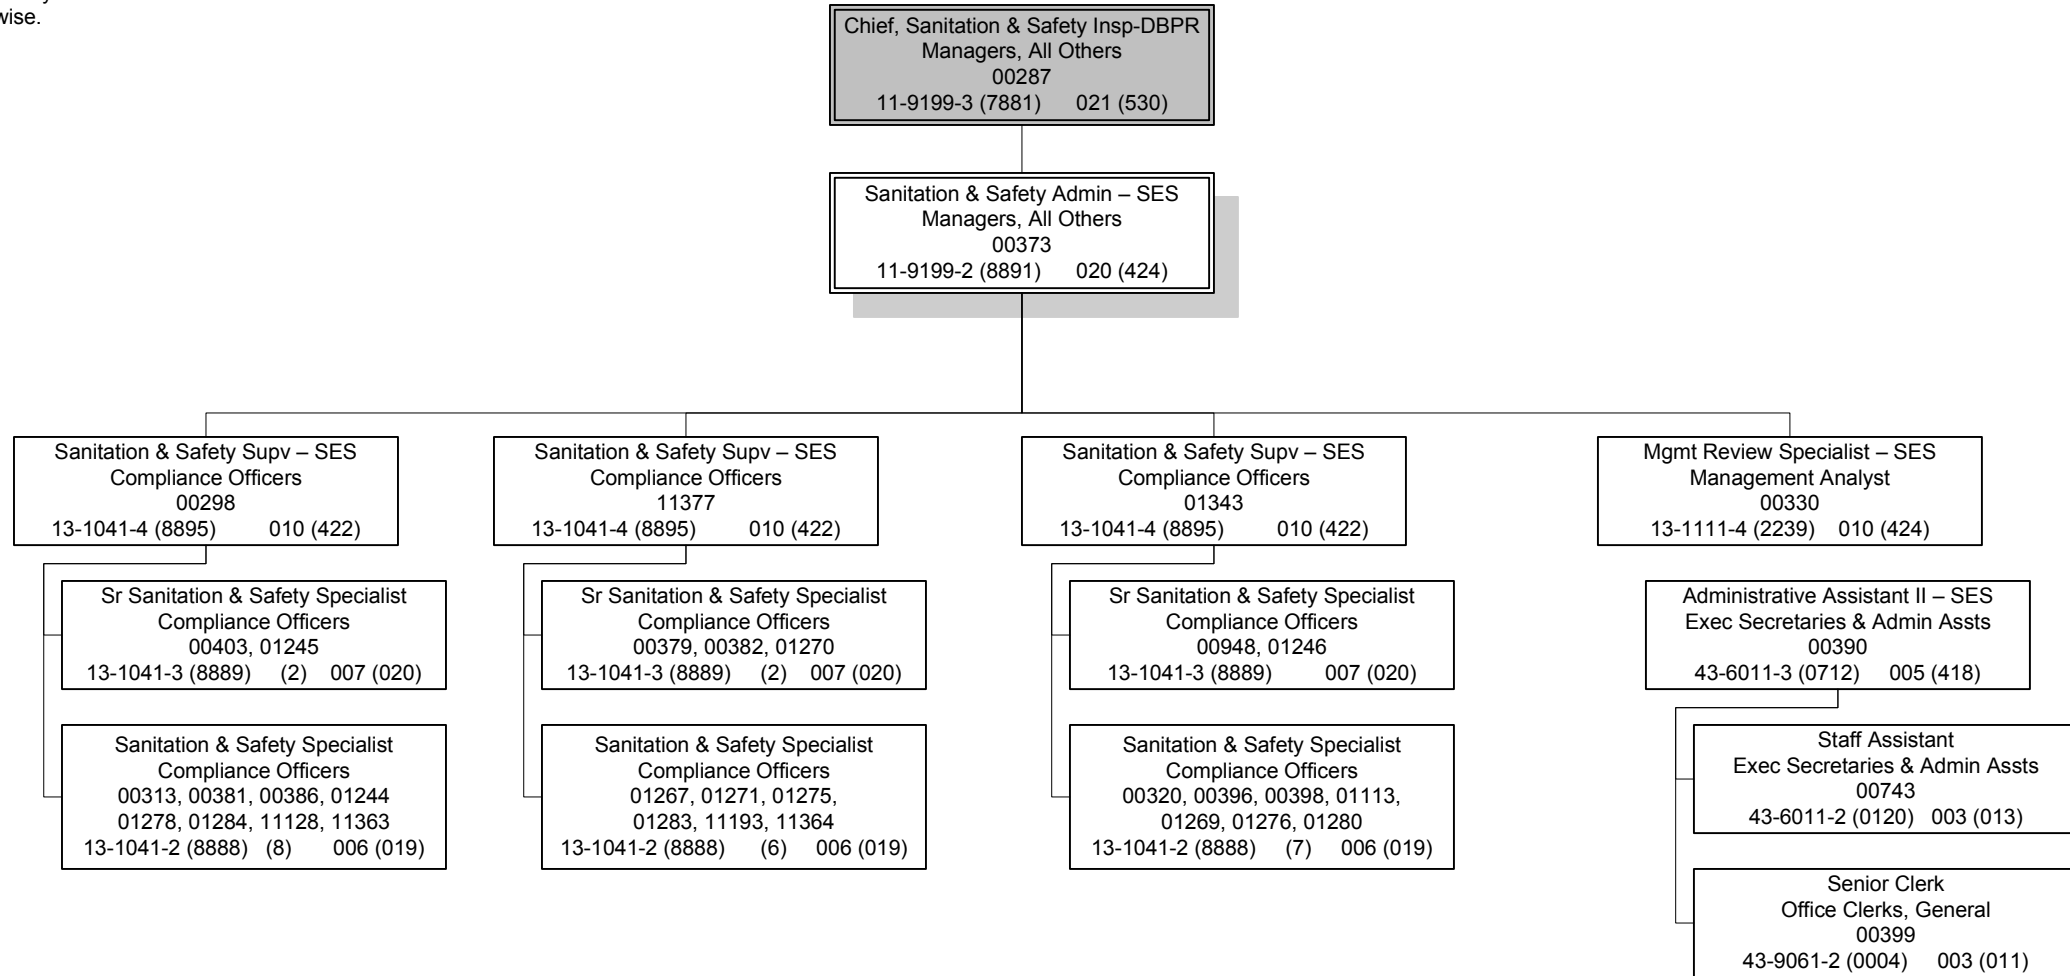 wise.
Chief, Sanitation & Safety Insp-DBPR
Managers, All Others
00287
11-9199-3 (7881) 021 (530)
Sanitation & Safety Admin – SES
Managers, All Others
00373
11-9199-2 (8891) 020 (424)
Sanitation & Safety Supv – SES
Compliance Officers
00298
13-1041-4 (8895) 010 (422)
Sr Sanitation & Safety Specialist
Compliance Officers
00403, 01245
13-1041-3 (8889) (2) 007 (020)
Sanitation & Safety Specialist
Compliance Officers
00313, 00381, 00386, 01244
01278, 01284, 11128, 11363
13-1041-2 (8888) (8) 006 (019)
Sanitation & Safety Supv – SES
Compliance Officers
11377
13-1041-4 (8895) 010 (422)
Sr Sanitation & Safety Specialist
Compliance Officers
00379, 00382, 01270
13-1041-3 (8889) (2) 007 (020)
Sanitation & Safety Specialist
Compliance Officers
01267, 01271, 01275,
01283, 11193, 11364
13-1041-2 (8888) (6) 006 (019)
Sanitation & Safety Supv – SES
Compliance Officers
01343
13-1041-4 (8895) 010 (422)
Sr Sanitation & Safety Specialist
Compliance Officers
00948, 01246
13-1041-3 (8889) 007 (020)
Sanitation & Safety Specialist
Compliance Officers
00320, 00396, 00398, 01113,
01269, 01276, 01280
13-1041-2 (8888) (7) 006 (019)
Mgmt Review Specialist – SES
Management Analyst
00330
13-1111-4 (2239) 010 (424)
Administrative Assistant II – SES
Exec Secretaries & Admin Assts
00390
43-6011-3 (0712) 005 (418)
Staff Assistant
Exec Secretaries & Admin Assts
00743
43-6011-2 (0120) 003 (013)
Senior Clerk
Office Clerks, General
00399
43-9061-2 (0004) 003 (011)